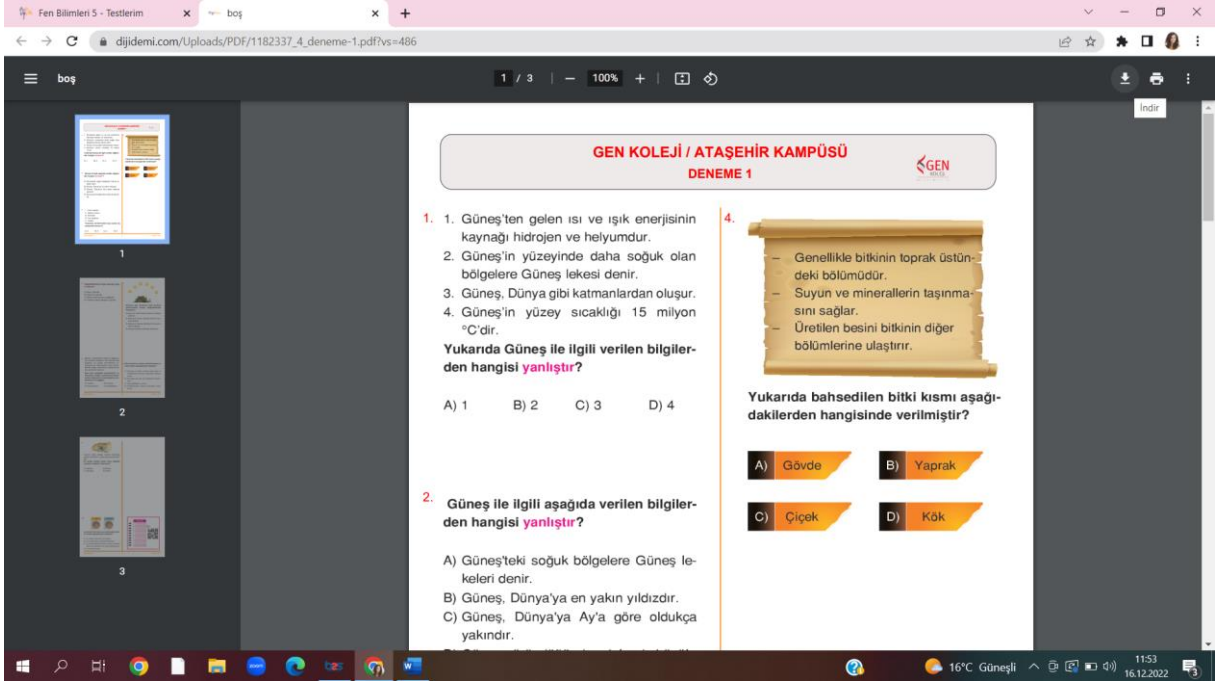 Fen Bilimleri 5 - Testlerim
boş
dijidemi.com/Uploads/PDF/1182337_4_deneme-1.pdf?vs=486
boş
1 / 3
100%
İndir
1
2
3
GEN KOLEJİ / ATAŞEHİR KAMPÜSÜ
DENEME 1
GEN
1. 1. Güneş'ten gelen ısı ve ışık enerjisinin
kaynağı hidrojen ve helyumdur.
2. Güneş'in yüzeyinde daha soğuk olan
bölgelere Güneş lekesi denir.
3. Güneş, Dünya gibi katmanlardan oluşur.
4. Güneş'in yüzey sıcaklığı 15 milyon
°C'dir.
Yukarıda Güneş ile ilgili verilen bilgiler-
den hangisi yanlıştır?
A) 1 B) 2 C) 3 D) 4
2. Güneş ile ilgili aşağıda verilen bilgiler-
den hangisi yanlıştır?
A) Güneş'teki soğuk bölgelere Güneş le-
keleri denir.
B) Güneş, Dünya'ya en yakın yıldızdır.
C) Güneş, Dünya'ya Ay'a göre oldukça
yakındır.
4.
– Genellikle bitkinin toprak üstün-
deki bölümüdür.
– Suyun ve minerallerin taşınma-
sını sağlar.
– Üretilen besini bitkinin diğer
bölümlerine ulaştırır.
Yukarıda bahsedilen bitki kısmı aşağı-
dakilerden hangisinde verilmiştir?
A) Gövde B) Yaprak
C) Çiçek D) Kök
zoom
16°C Güneşli
11:53
16.12.2022
3